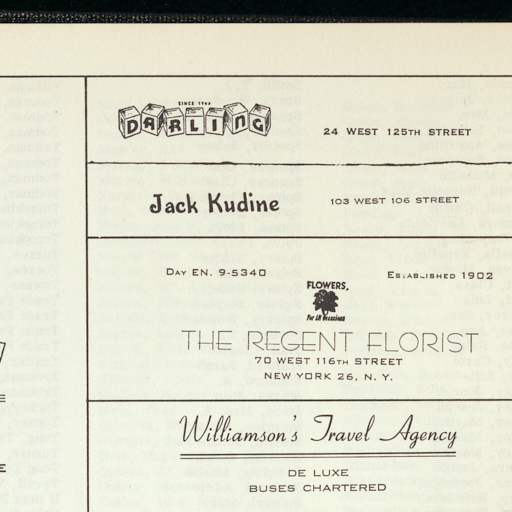 SINCE 1949
DARLING
24 WEST 125TH STREET
Jack Kudine
103 WEST 106 STREET
DAY EN. 9-5340
ESTABLISHED 1902
FLOWERS,
For All Occasions
THE REGENT FLORIST
70 WEST 116TH STREET
NEW YORK 26, N. Y.
Williamson's Travel Agency
DE LUXE
BUSES CHARTERED